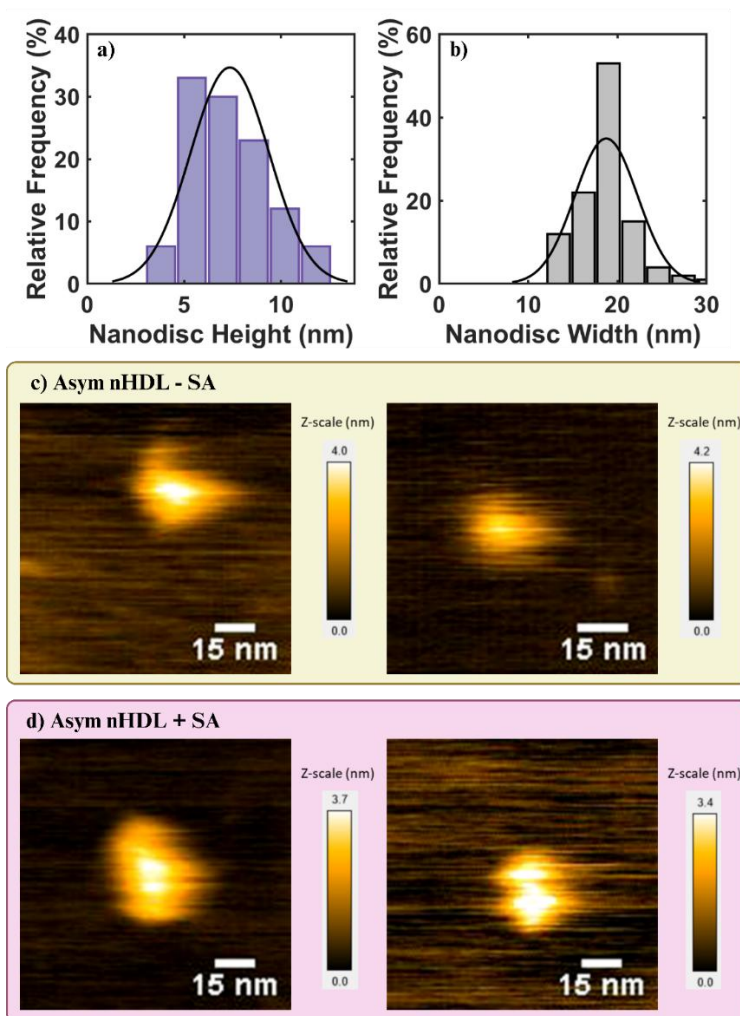 a)
Relative Frequency (%)
40
30
20
10
0
0 5 10
Nanodisc Height (nm)
b)
Relative Frequency (%)
60
40
20
0
0 10 20 30
Nanodisc Width (nm)
c) Asym nHDL - SA
Z-scale (nm)
4.0
0.0
15 nm
Z-scale (nm)
4.2
0.0
15 nm
d) Asym nHDL + SA
Z-scale (nm)
3.7
0.0
15 nm
Z-scale (nm)
3.4
0.0
15 nm